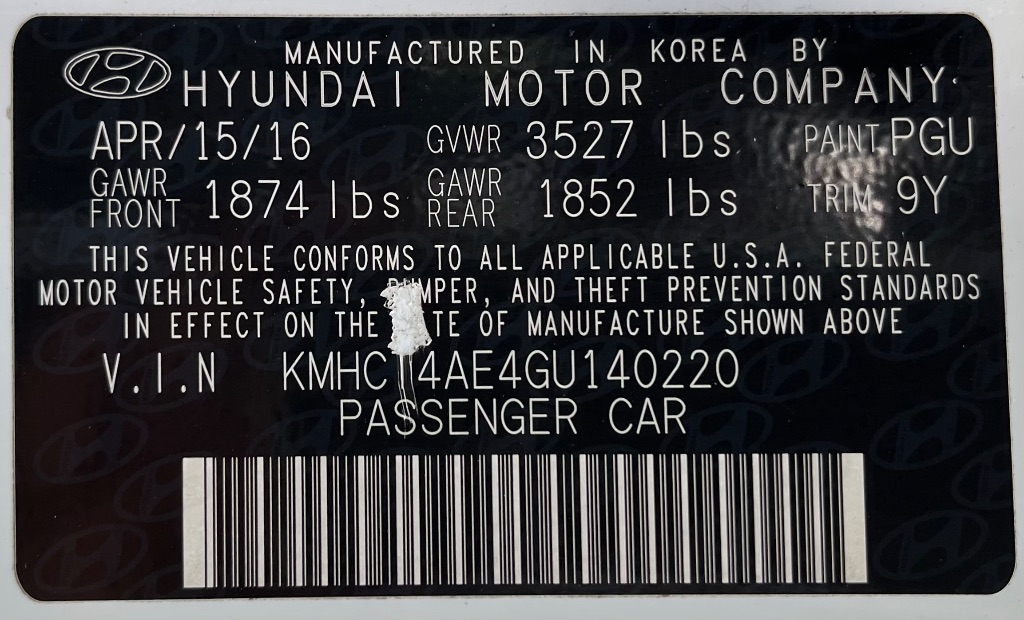 MANUFACTURED IN KOREA BY
HYUNDAI MOTOR COMPANY
APR/15/16 GVWR 3527 lbs PAINT PGU
GAWR FRONT 1874 lbs GAWR REAR 1852 lbs TRIM 9Y
THIS VEHICLE CONFORMS TO ALL APPLICABLE U.S.A. FEDERAL
MOTOR VEHICLE SAFETY, BUMPER, AND THEFT PREVENTION STANDARDS
IN EFFECT ON THE OF MANUFACTURE SHOWN ABOVE
V.I.N KMHCT4AE4GU140220
PASSENGER CAR